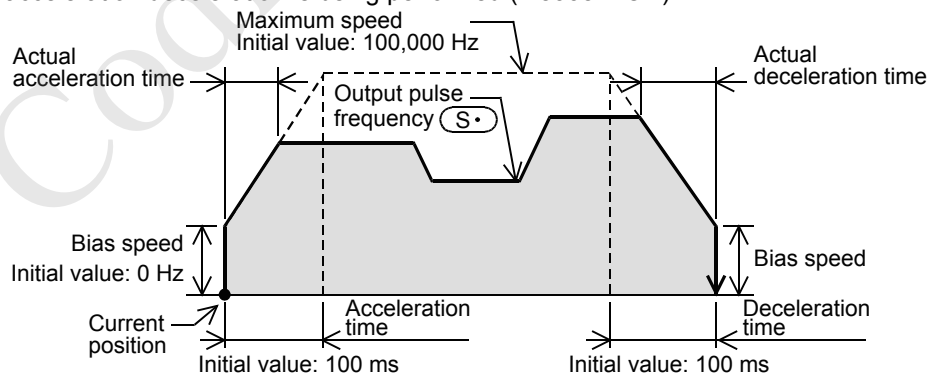 Maximum speed
Initial value: 100,000 Hz
Actual
acceleration time
Actual
deceleration time
Output pulse
frequency S•
Bias speed
Initial value: 0 Hz
Bias speed
Current
position
Acceleration
time
Deceleration
time
Initial value: 100 ms
Initial value: 100 ms